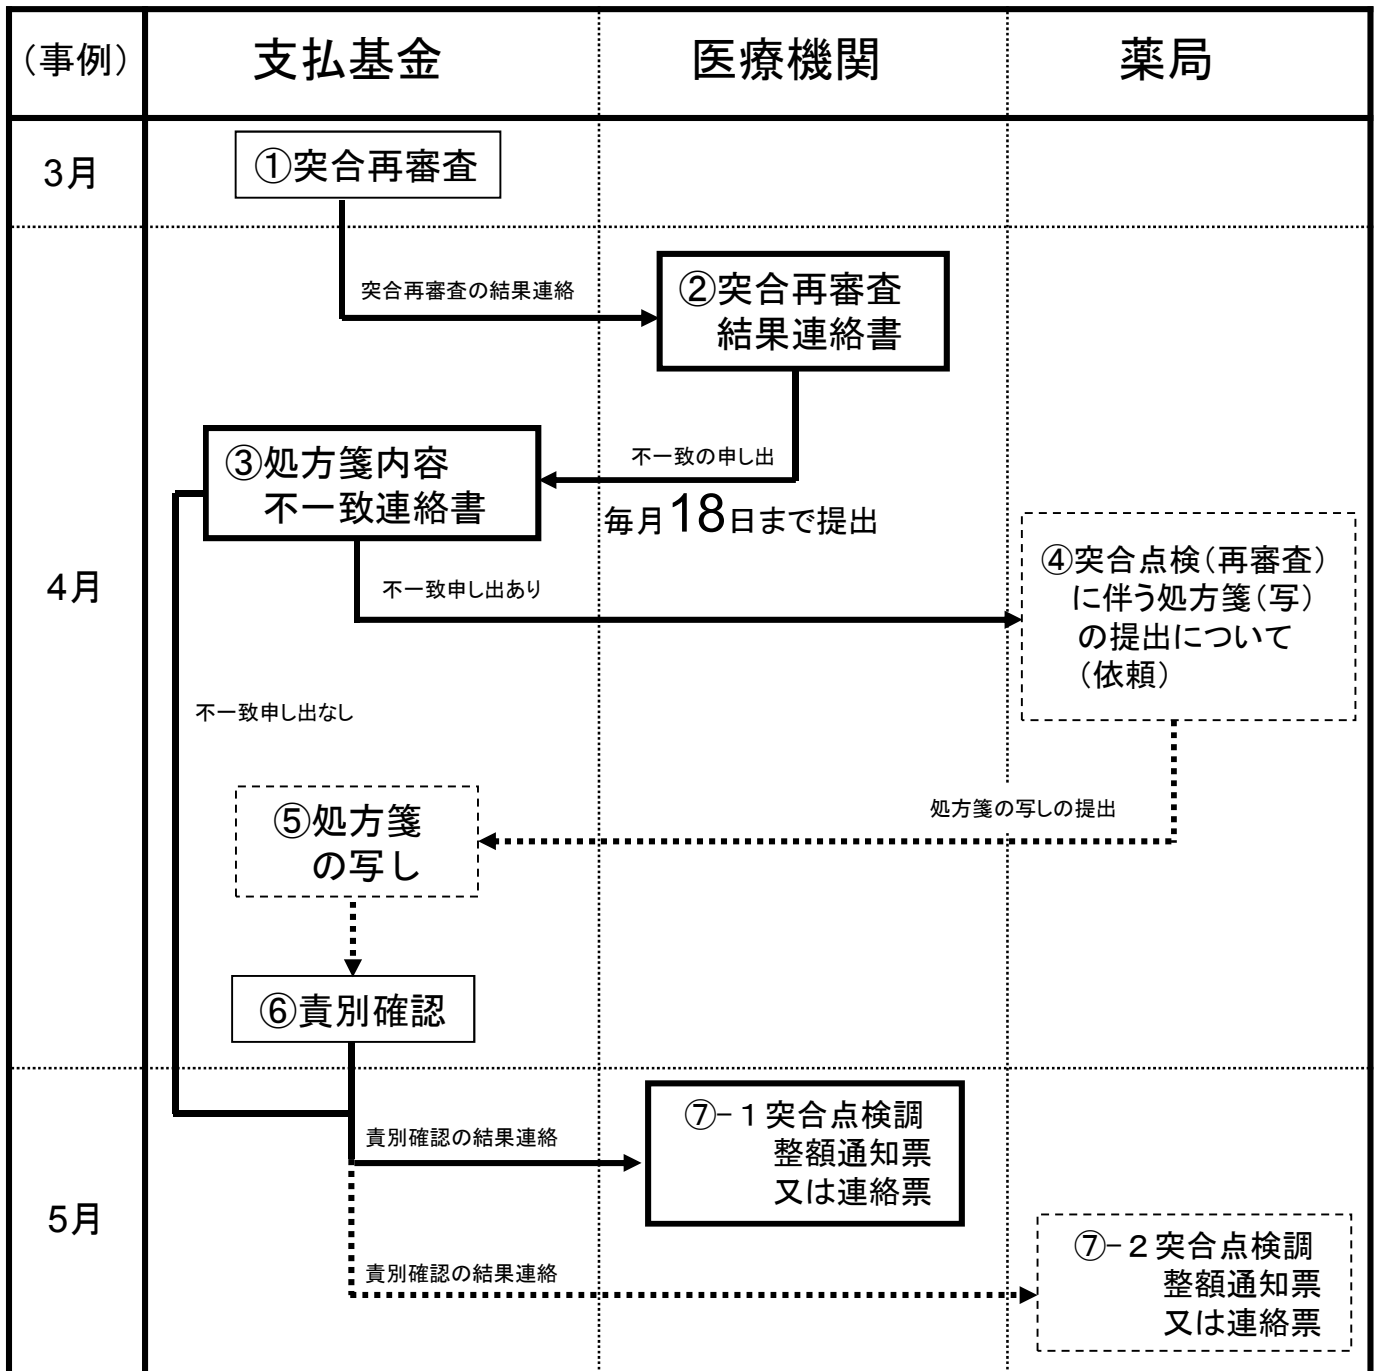 （事例）
支払基金
医療機関
薬局
3月
①突合再審査
4月
突合再審査の結果連絡
②突合再審査
結果連絡書
不一致の申し出
毎月18日まで提出
③処方箋内容
不一致連絡書
不一致申し出あり
④突合点検（再審査）
に伴う処方箋（写）
の提出について
（依頼）
不一致申し出なし
処方箋の写しの提出
⑤処方箋
の写し
⑥責別確認
5月
責別確認の結果連絡
⑦-１突合点検調
整額通知票
又は連絡票
責別確認の結果連絡
⑦-２突合点検調
整額通知票
又は連絡票